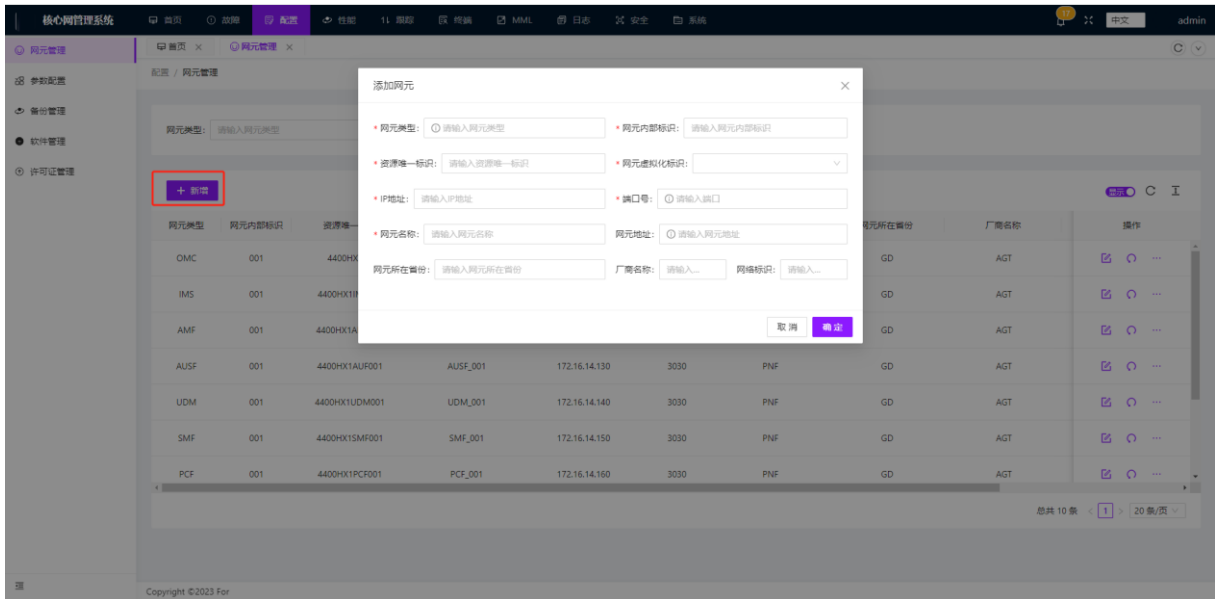 核心网管理系统 首页 故障 配置 性能 跟踪 终端 MML 日志 安全 系统 17 中文 admin
网元管理 首页 × 网元管理 ×
参数配置 配置 / 网元管理
备份管理
软件管理
许可证管理
网元类型: 请输入网元类型
添加网元 ×
* 网元类型: 请输入网元类型 * 网元内部标识: 请输入网元内部标识
* 资源唯一标识: 请输入资源唯一标识 * 网元虚拟化标识:
* IP地址: 请输入IP地址 * 端口号: 请输入端口
* 网元名称: 请输入网元名称 网元地址: 请输入网元地址
网元所在省份: 请输入网元所在省份 厂商名称: 请输入... 网络标识: 请输入...
取 消 确 定
+ 新增 显示
网元类型 网元内部标识 资源唯一 网元所在省份 厂商名称 操作
OMC 001 4400HX GD AGT ...
IMS 001 4400HX1IM GD AGT ...
AMF 001 4400HX1A GD AGT ...
AUSF 001 4400HX1AUF001 AUSF_001 172.16.14.130 3030 PNF GD AGT ...
UDM 001 4400HX1UDM001 UDM_001 172.16.14.140 3030 PNF GD AGT ...
SMF 001 4400HX1SMF001 SMF_001 172.16.14.150 3030 PNF GD AGT ...
PCF 001 4400HX1PCF001 PCF_001 172.16.14.160 3030 PNF GD AGT ...
总共 10 条 < 1 > 20 条/页
Copyright ©2023 For